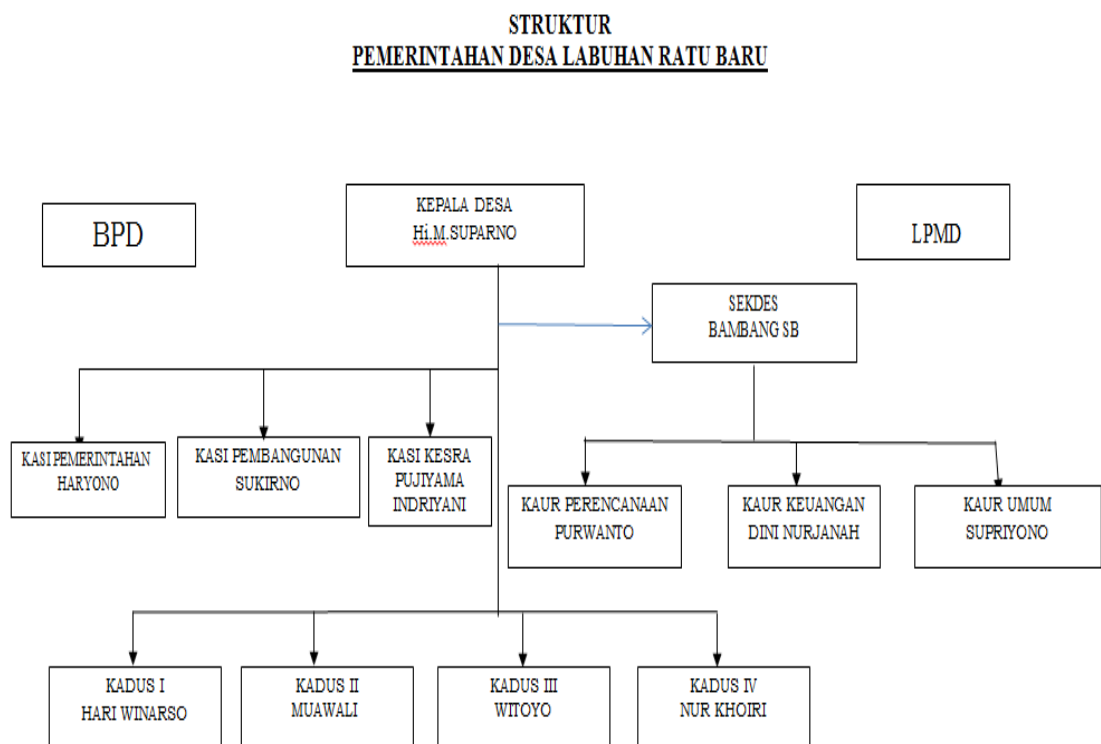 STRUKTUR
PEMERINTAHAN DESA LABUHAN RATU BARU
BPD
KEPALA DESA
Hi.M.SUPARNO
LPMD
SEKDES
BAMBANG SB
KASI PEMERINTAHAN
HARYONO
KASI PEMBANGUNAN
SUKIRNO
KASI KESRA
PUJIYAMA
INDRIYANI
KAUR PERENCANAAN
PURWANTO
KAUR KEUANGAN
DINI NURJANAH
KAUR UMUM
SUPRIYONO
KADUS I
HARI WINARSO
KADUS II
MUAWALI
KADUS III
WITOYO
KADUS IV
NUR KHOIRI